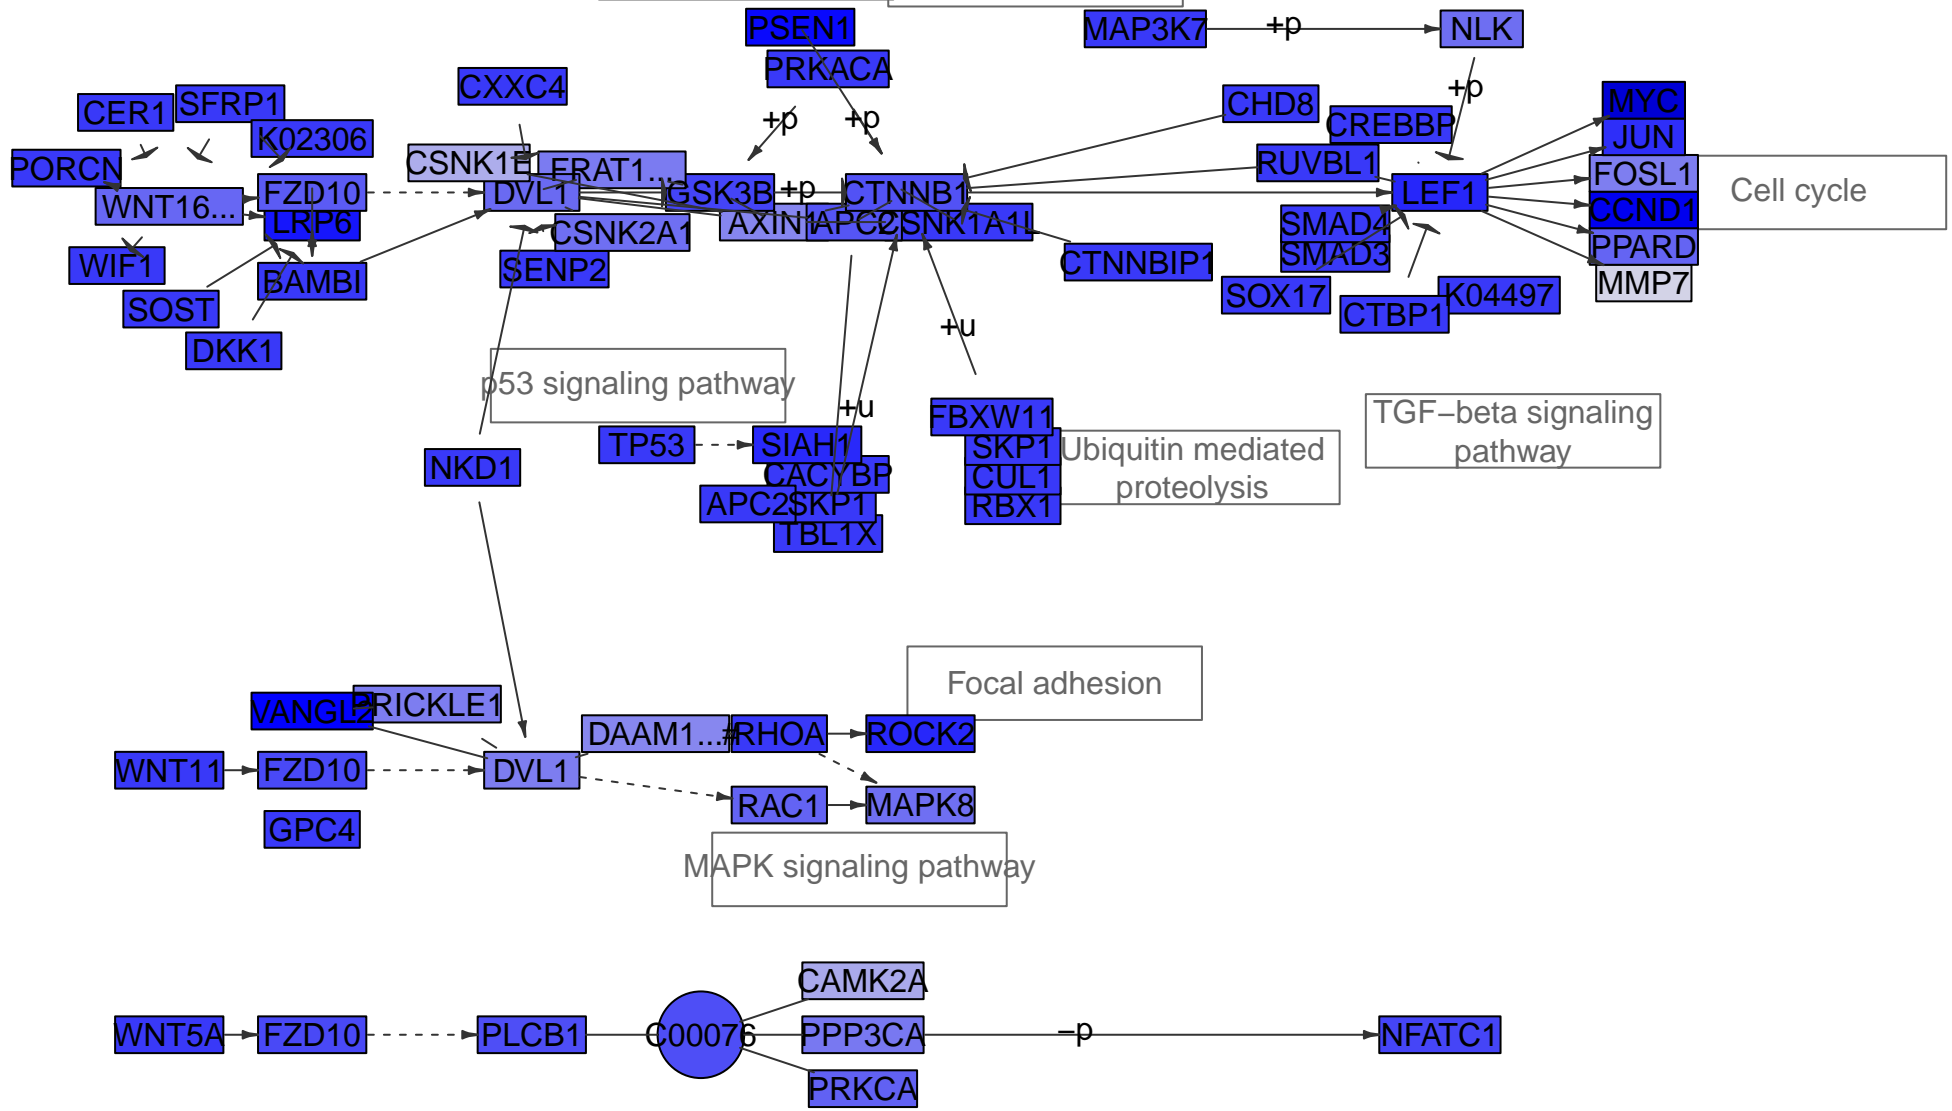 PSEN1
MAP3K7
+p
NLK
PRKACA
CXXC4
+p
CER1
SFRP1
CHD8
MYC
+p
+p
CREBBP
K02306
JUN
PORCN
CSNK1E
FRAT1...
RUVBL1
FOSL1
Cell cycle
WNT16...
FZD10
DVL1
GSK3B
+p
CTNNB1
LEF1
CCND1
LRP6
AXIN1
APC2
CSNK1A1L
SMAD4
CSNK2A1
PPARD
WIF1
SENP2
CTNNBIP1
SMAD3
BAMBI
MMP7
SOST
SOX17
K04497
CTBP1
DKK1
+u
p53 signaling pathway
+u
FBXW11
TGF−beta signaling
pathway
TP53
SIAH1
SKP1
Ubiquitin mediated
proteolysis
NKD1
CACYBP
CUL1
APC2
SKP1
RBX1
TBL1X
Focal adhesion
PRICKLE1
VANGL2
DAAM1...
RHOA
ROCK2
WNT11
FZD10
DVL1
RAC1
MAPK8
GPC4
MAPK signaling pathway
CAMK2A
WNT5A
FZD10
PLCB1
C00076
PPP3CA
−p
NFATC1
PRKCA